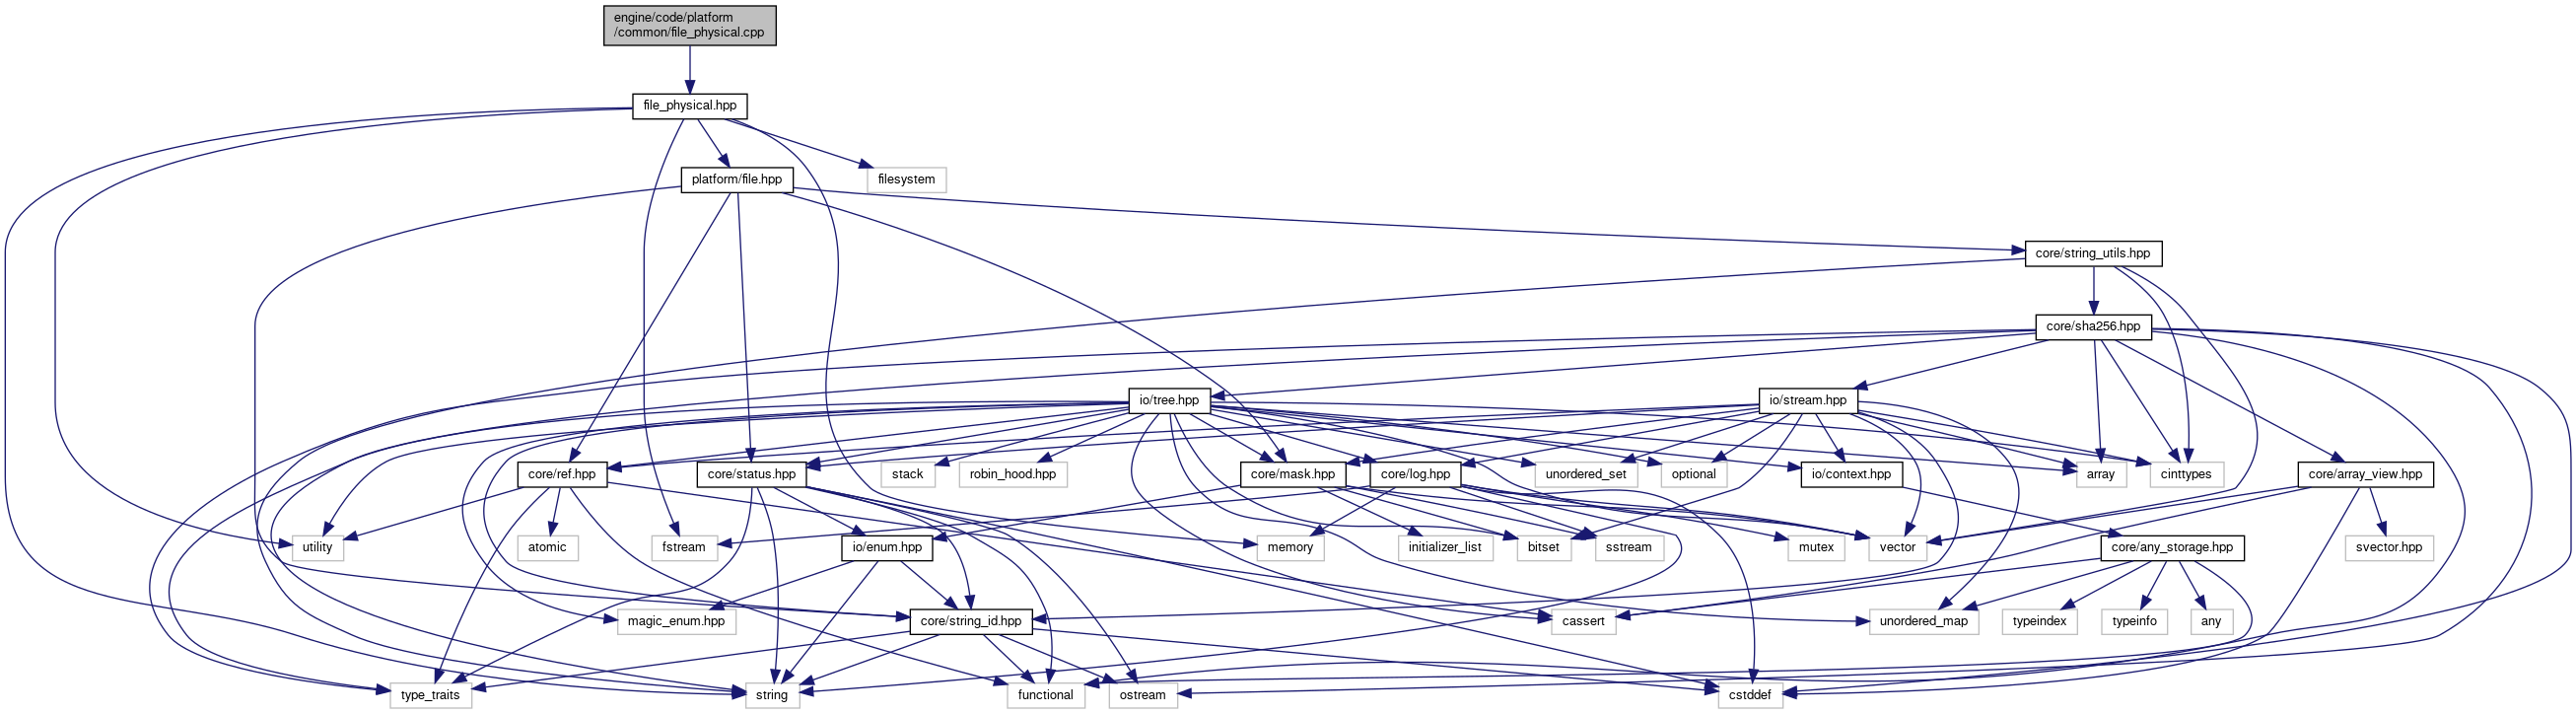 engine/code/platform
/common/file_physical.cpp
file_physical.hpp
platform/file.hpp
filesystem
core/string_utils.hpp
core/sha256.hpp
io/tree.hpp
io/stream.hpp
core/ref.hpp
core/status.hpp
stack
robin_hood.hpp
core/mask.hpp
core/log.hpp
unordered_set
optional
io/context.hpp
array
cinttypes
core/array_view.hpp
utility
atomic
fstream
io/enum.hpp
memory
initializer_list
bitset
sstream
mutex
vector
core/any_storage.hpp
svector.hpp
magic_enum.hpp
core/string_id.hpp
cassert
unordered_map
typeindex
typeinfo
any
type_traits
string
functional
ostream
cstddef